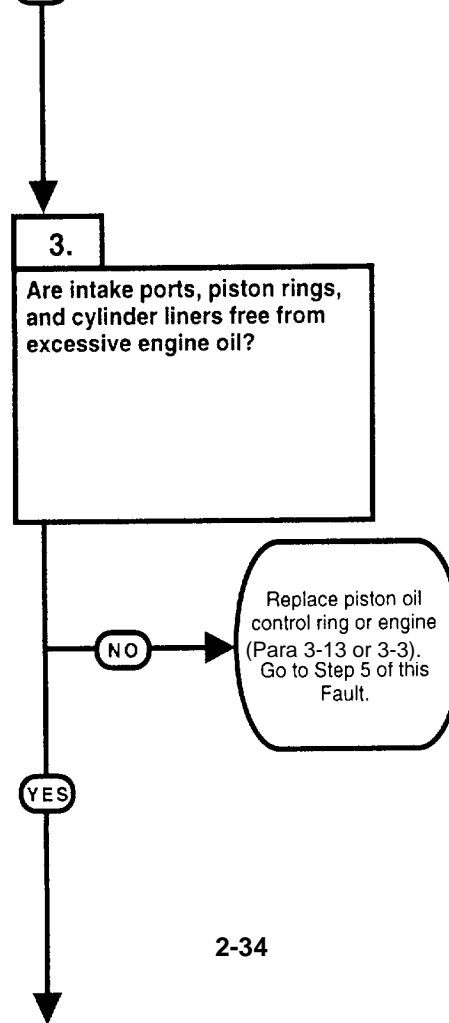 3.
Are intake ports, piston rings,
and cylinder liners free from
excessive engine oil?
Replace piston oil
control ring or engine
(Para 3-13 or 3-3).
Go to Step 5 of this
Fault.
NO
YES
2-34